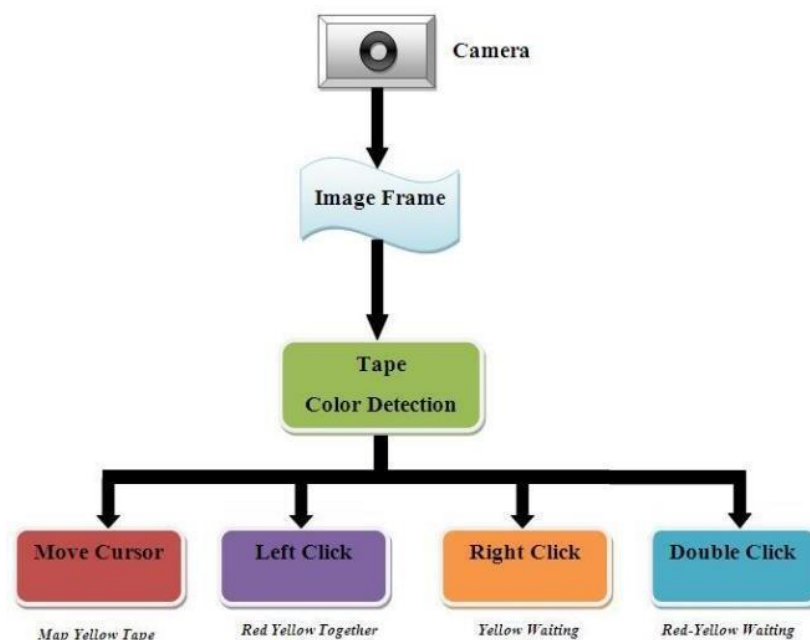 Camera
Image Frame
Tape
Color Detection
Move Cursor
Left Click
Right Click
Double Click
Map Yellow Tape
Red Yellow Together
Yellow Waiting
Red-Yellow Waiting